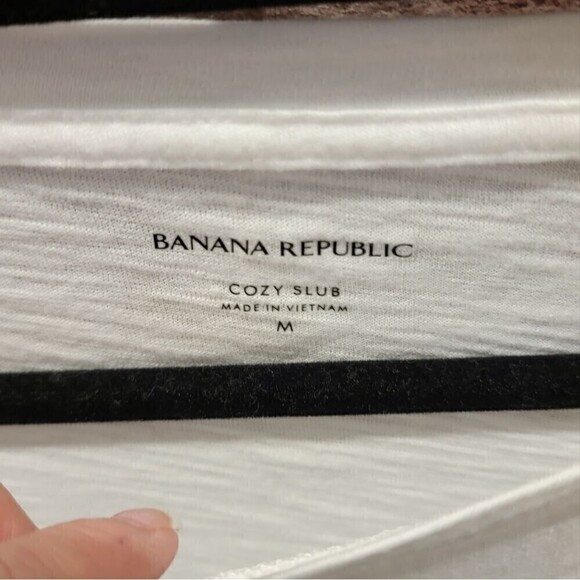 BANANA REPUBLIC
COZY SLUB
MADE IN VIETNAM
M